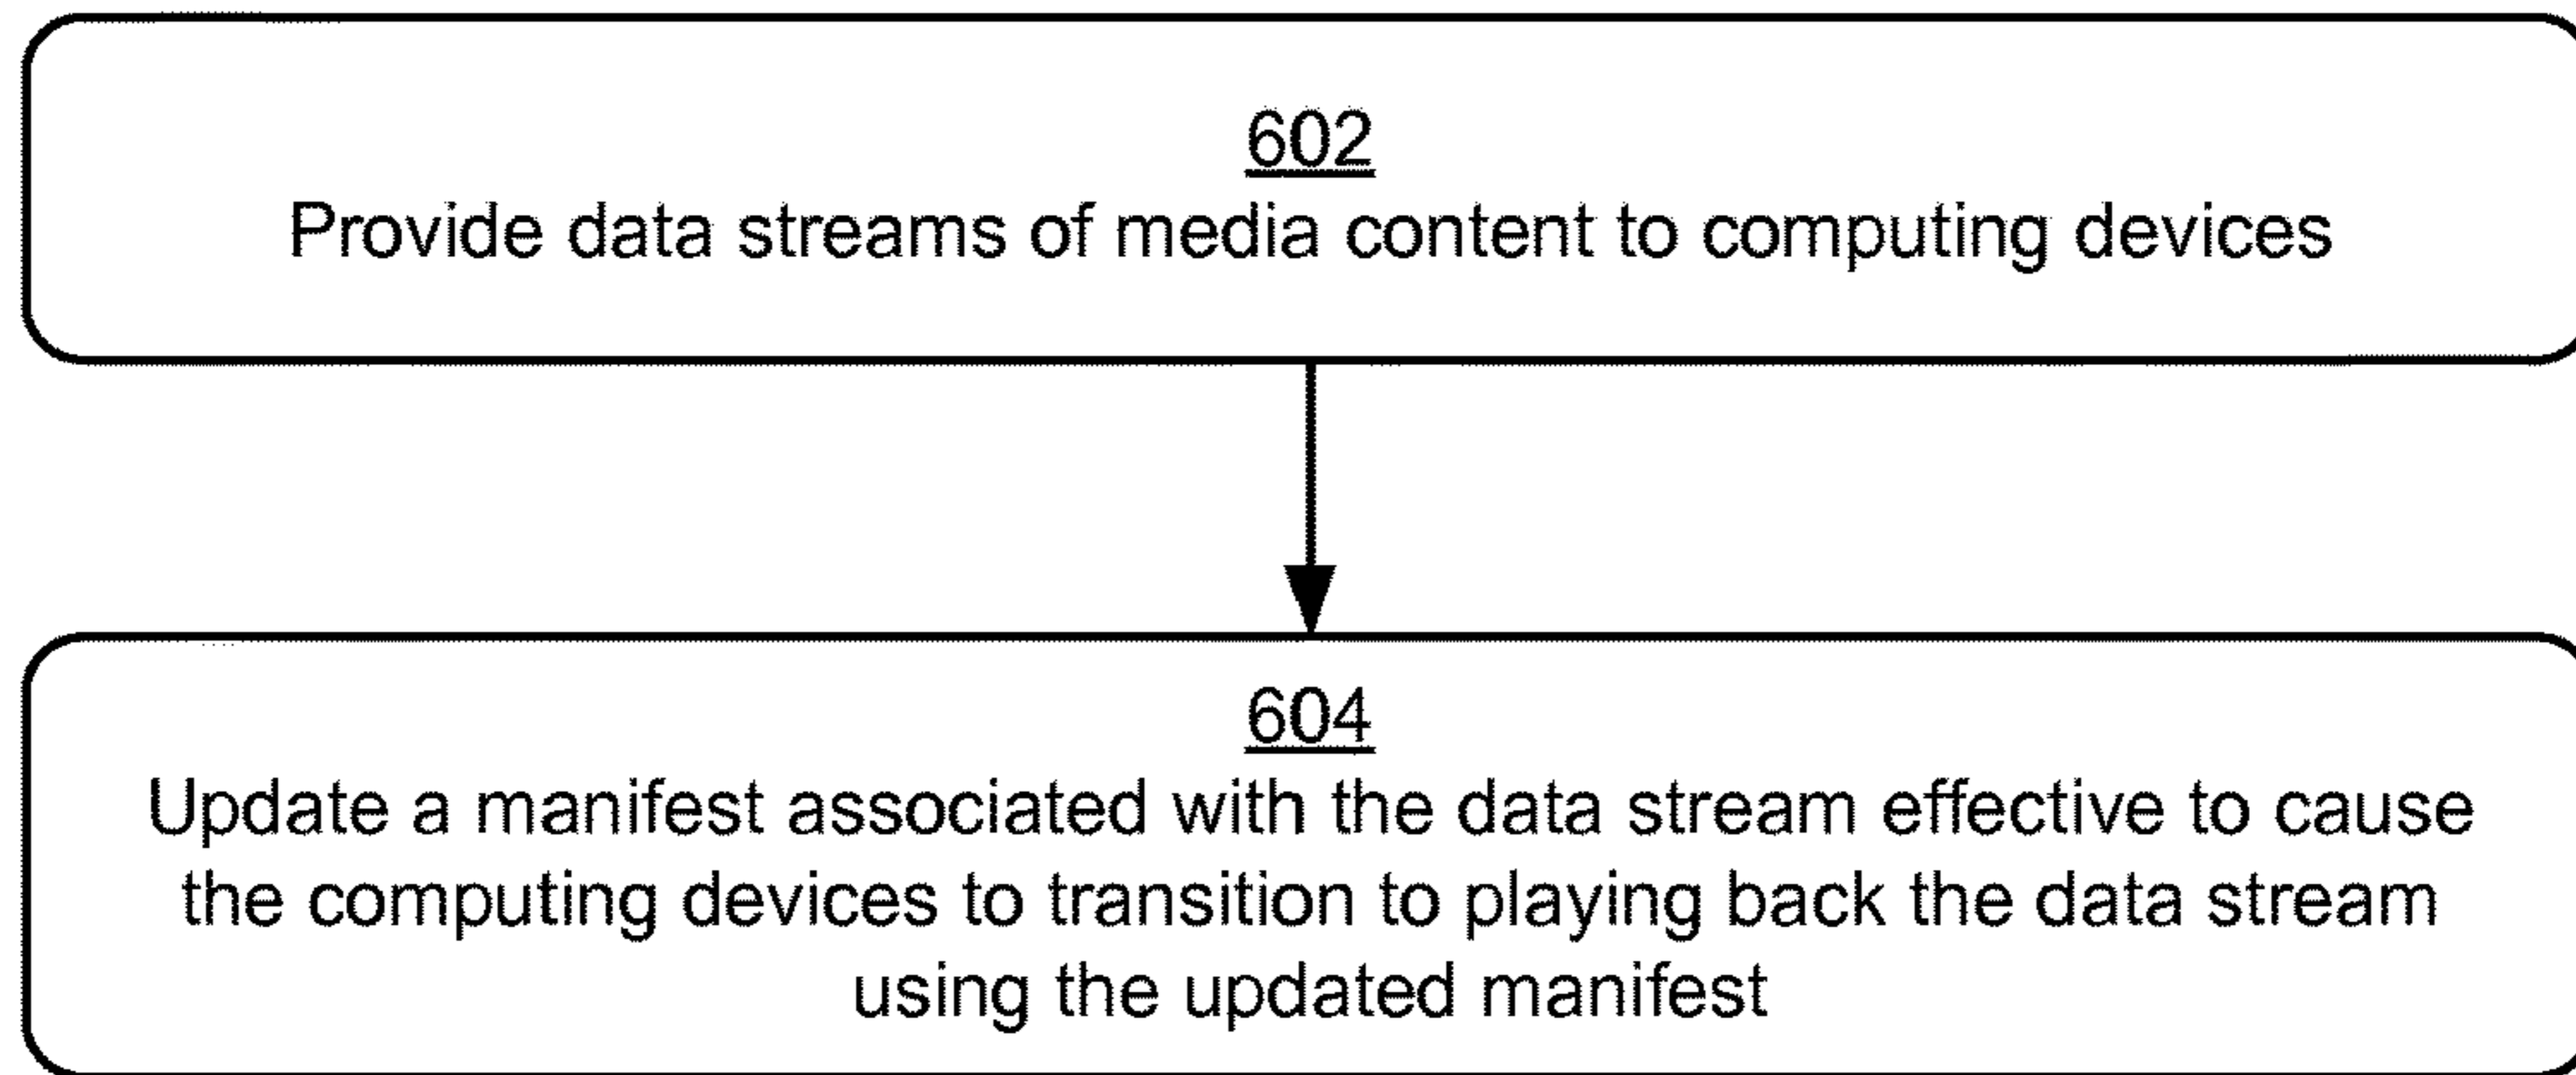 602
Provide data streams of media content to computing devices
604
Update a manifest associated with the data stream effective to cause
the computing devices to transition to playing back the data stream
using the updated manifest